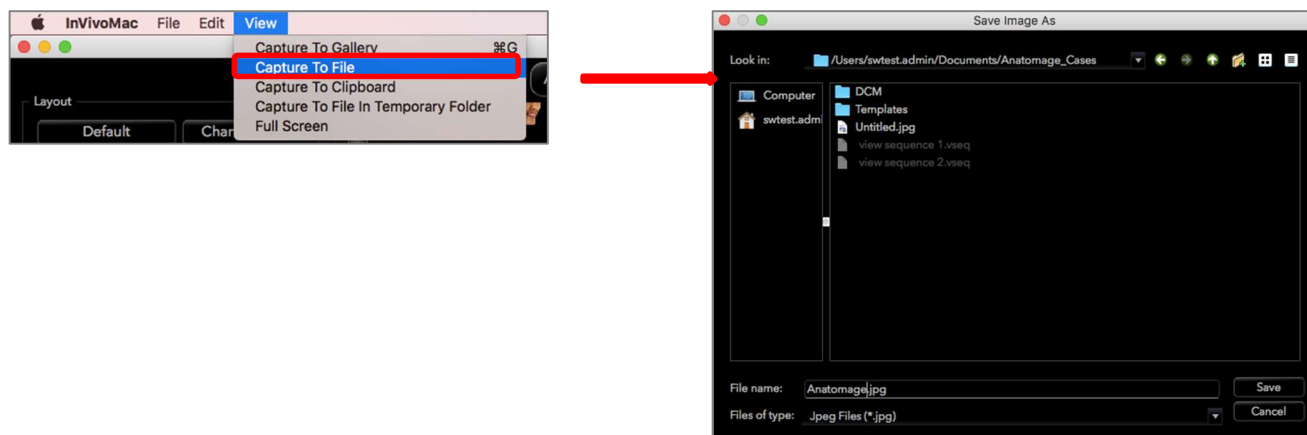 InVivoMac File Edit View
Capture To Gallery ⌘G
Capture To File
Capture To Clipboard
Capture To File In Temporary Folder
Full Screen
Layout
Default
Save Image As
Look in: /Users/swtest.admin/Documents/Anatomage_Cases
Computer
swtest.admi
DCM
Templates
Untitled.jpg
view sequence 1.vseq
view sequence 2.vseq
File name: Anatomage.jpg Save
Files of type: Jpeg Files (*.jpg) Cancel